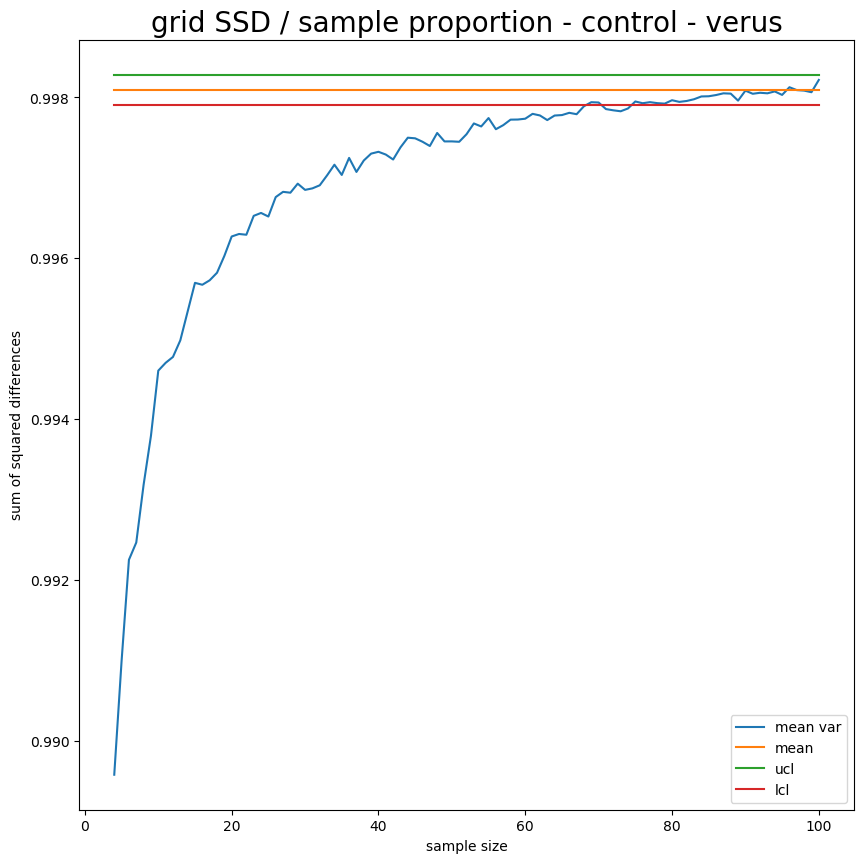 grid SSD / sample proportion - control - verus
sum of squared differences
0.998
0.996
0.994
0.992
0.990
0
20
40
60
80
100
sample size
mean var
mean
ucl
lcl